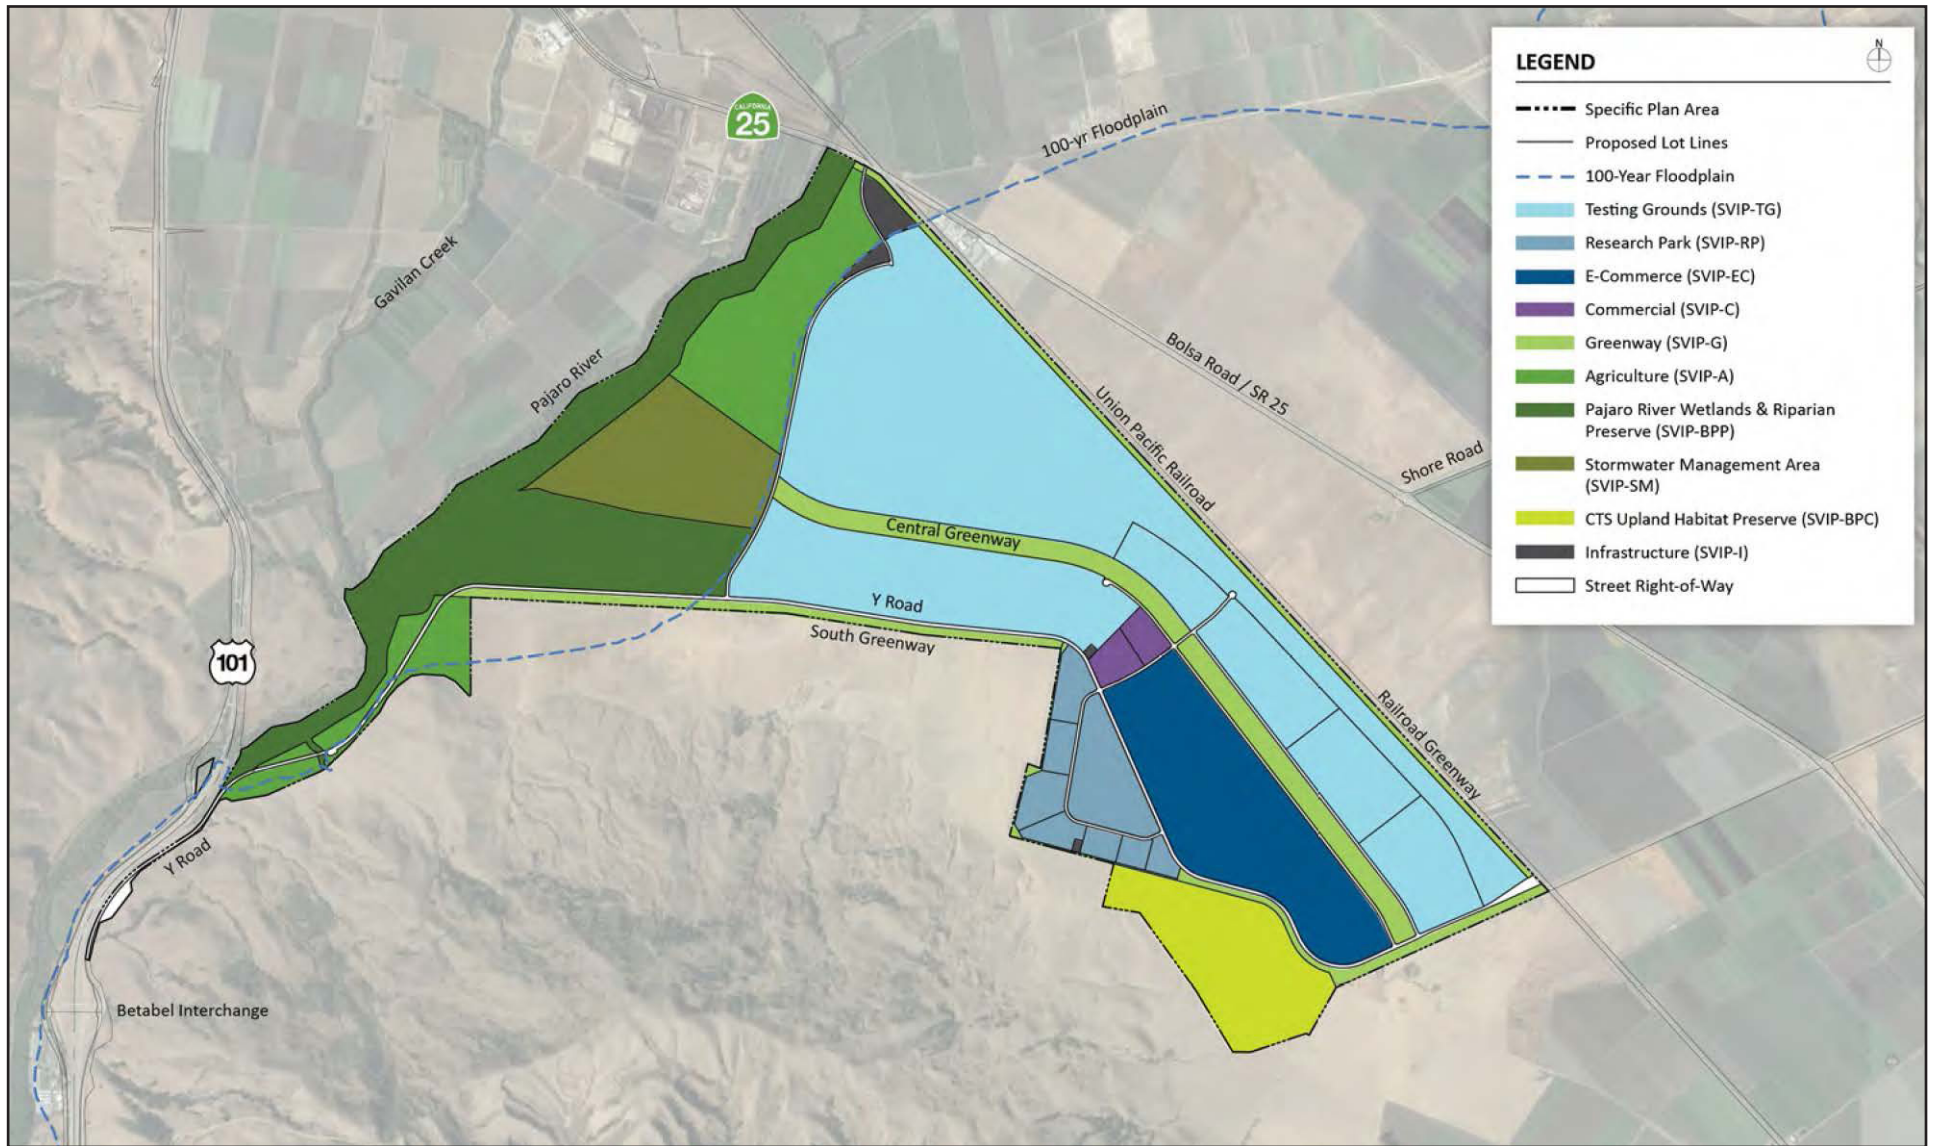 CALIFORNIA
25
100-yr Floodplain
Gavilan Creek
Pajaro River
Bolsa Road / SR 25
Union Pacific Railroad
Shore Road
Central Greenway
Y Road
South Greenway
101
Railroad Greenway
Y Road
Betabel Interchange
LEGEND
N
Specific Plan Area
Proposed Lot Lines
100-Year Floodplain
Testing Grounds (SVIP-TG)
Research Park (SVIP-RP)
E-Commerce (SVIP-EC)
Commercial (SVIP-C)
Greenway (SVIP-G)
Agriculture (SVIP-A)
Pajaro River Wetlands & Riparian
Preserve (SVIP-BPP)
Stormwater Management Area
(SVIP-SM)
CTS Upland Habitat Preserve (SVIP-BPC)
Infrastructure (SVIP-I)
Street Right-of-Way